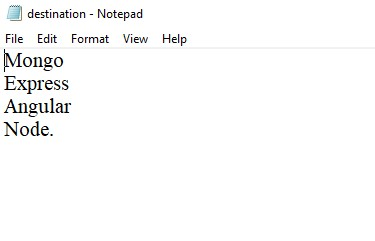 destination - Notepad
File Edit Format View Help
Mongo
Express
Angular
Node.